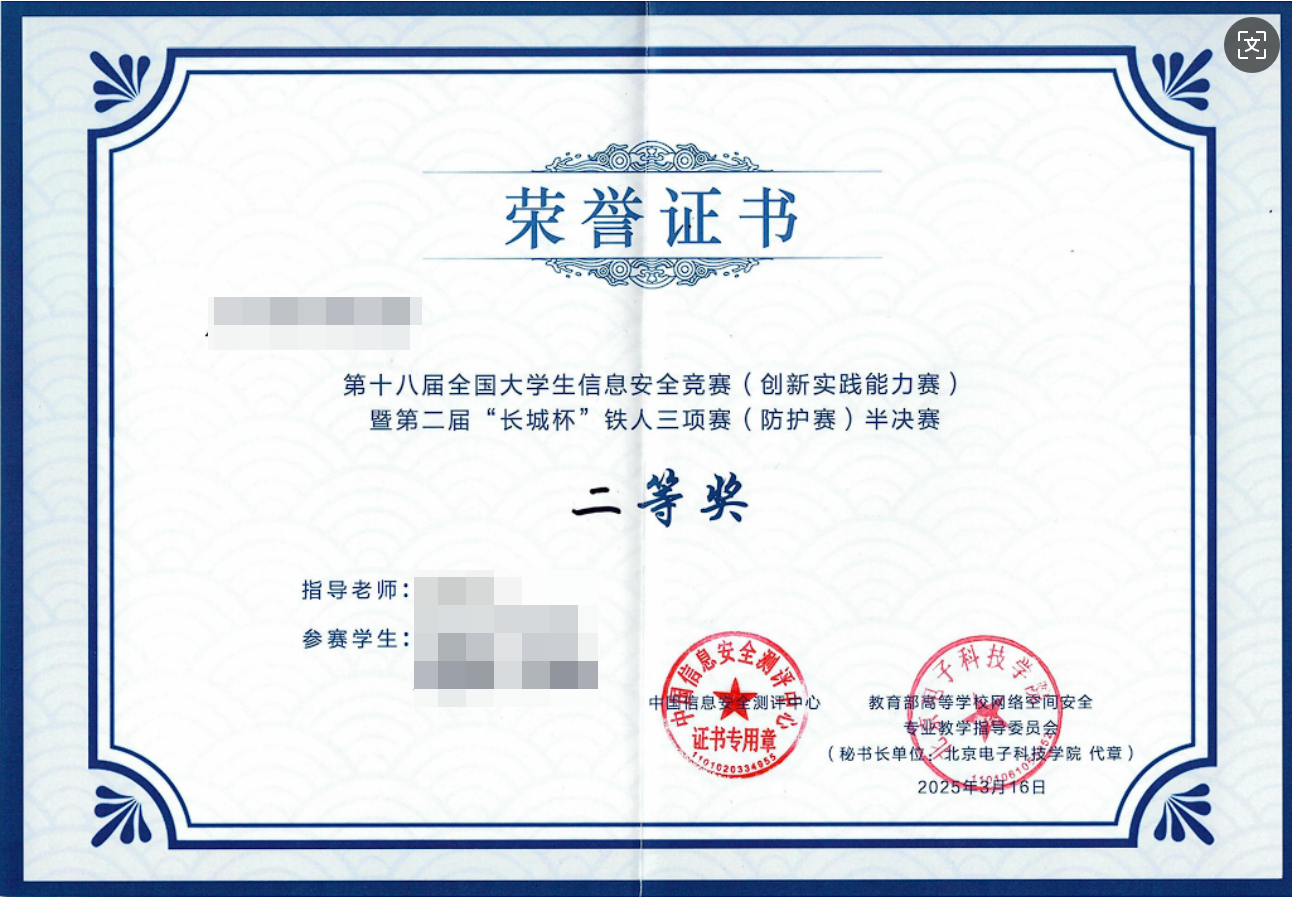 荣誉证书
第十八届全国大学生信息安全竞赛（创新实践能力赛）
暨第二届“长城杯”铁人三项赛（防护赛）半决赛
二等奖
指导老师：
参赛学生：
中国信息安全测评中心
证书专用章
1101020334955
中国信息安全测评中心
教育部高等学校网络空间安全
专业教学指导委员会
（秘书长单位：北京电子科技学院 代章）
2025年3月16日
北京电子科技学院
文